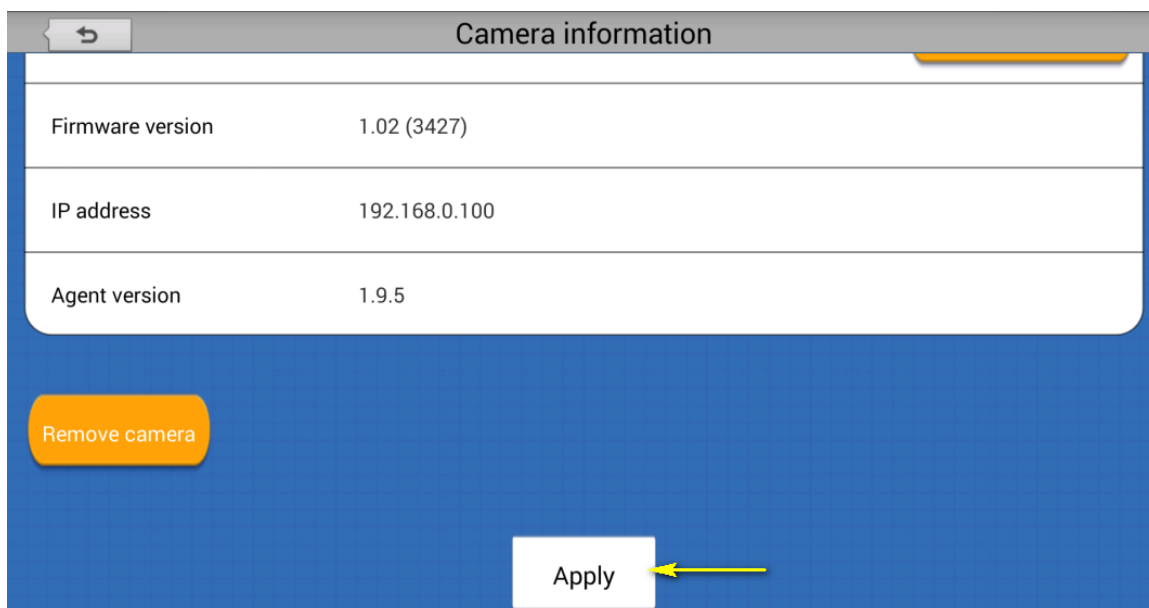 Camera information
Firmware version 1.02 (3427)
IP address 192.168.0.100
Agent version 1.9.5
Remove camera
Apply